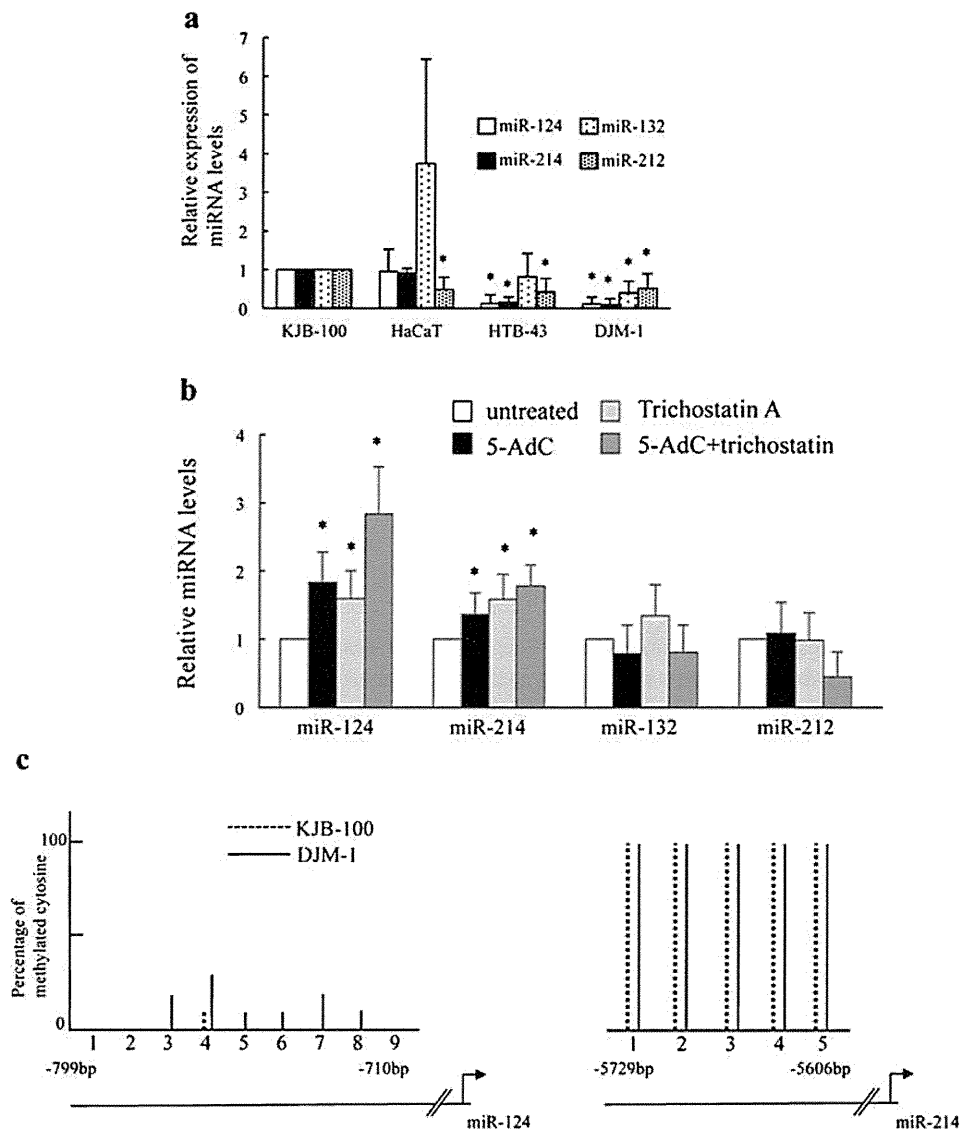 a
Relative expression of
miRNA levels
7
6
5
4
3
2
1
0
miR-124 miR-132
miR-214 miR-212
* * * * * * * *
KJB-100 HaCaT HTB-43 DJM-1
b
untreated Trichostatin A
5-AdC 5-AdC+trichostatin
Relative miRNA levels
4
3
2
1
0
* * * * * *
miR-124 miR-214 miR-132 miR-212
c
Percentage of
methylated cytosine
100
0
KJB-100
DJM-1
1 2 3 4 5 6 7 8 9
-799bp -710bp
miR-124
1 2 3 4 5
-5729bp -5606bp
miR-214